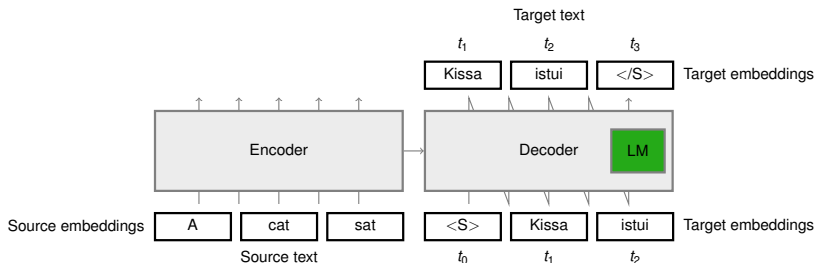 Target text
t₁ t₂ t₃
Kissa istui </S> Target embeddings
Encoder Decoder LM
Source embeddings A cat sat <S> Kissa istui Target embeddings
Source text t₀ t₁ t₂